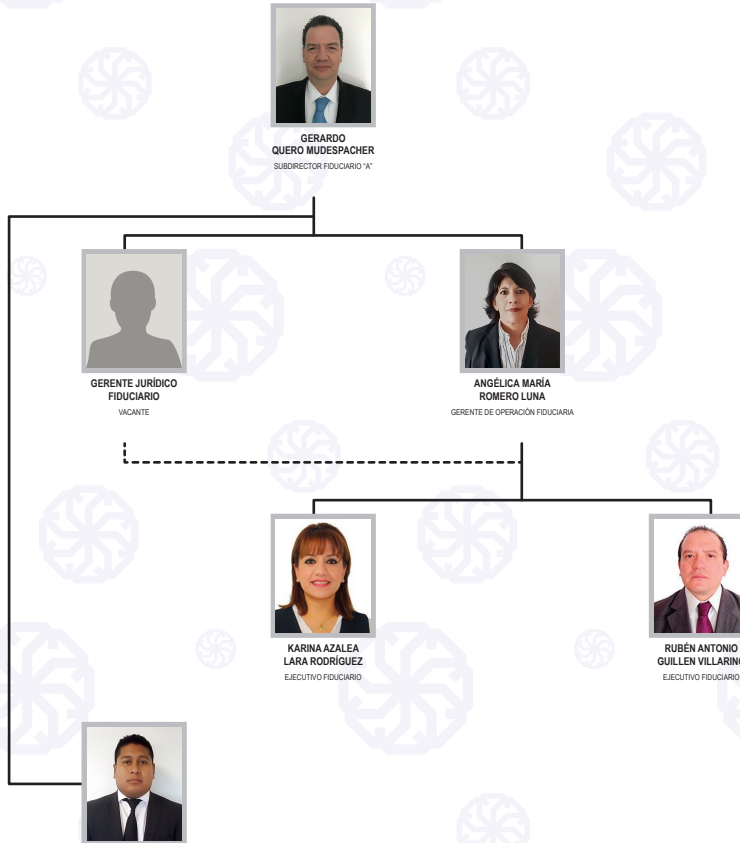 GERARDO
QUERO MUDESPACHER
SUBDIRECTOR FIDUCIARIO "A"
GERENTE JURÍDICO
FIDUCIARIO
VACANTE
ANGÉLICA MARÍA
ROMERO LUNA
GERENTE DE OPERACIÓN FIDUCIARIA
KARINA AZALEA
LARA RODRÍGUEZ
EJECUTIVO FIDUCIARIO
RUBÉN ANTONIO
GUILLEN
EJECUTIVO FIDUCIARIO